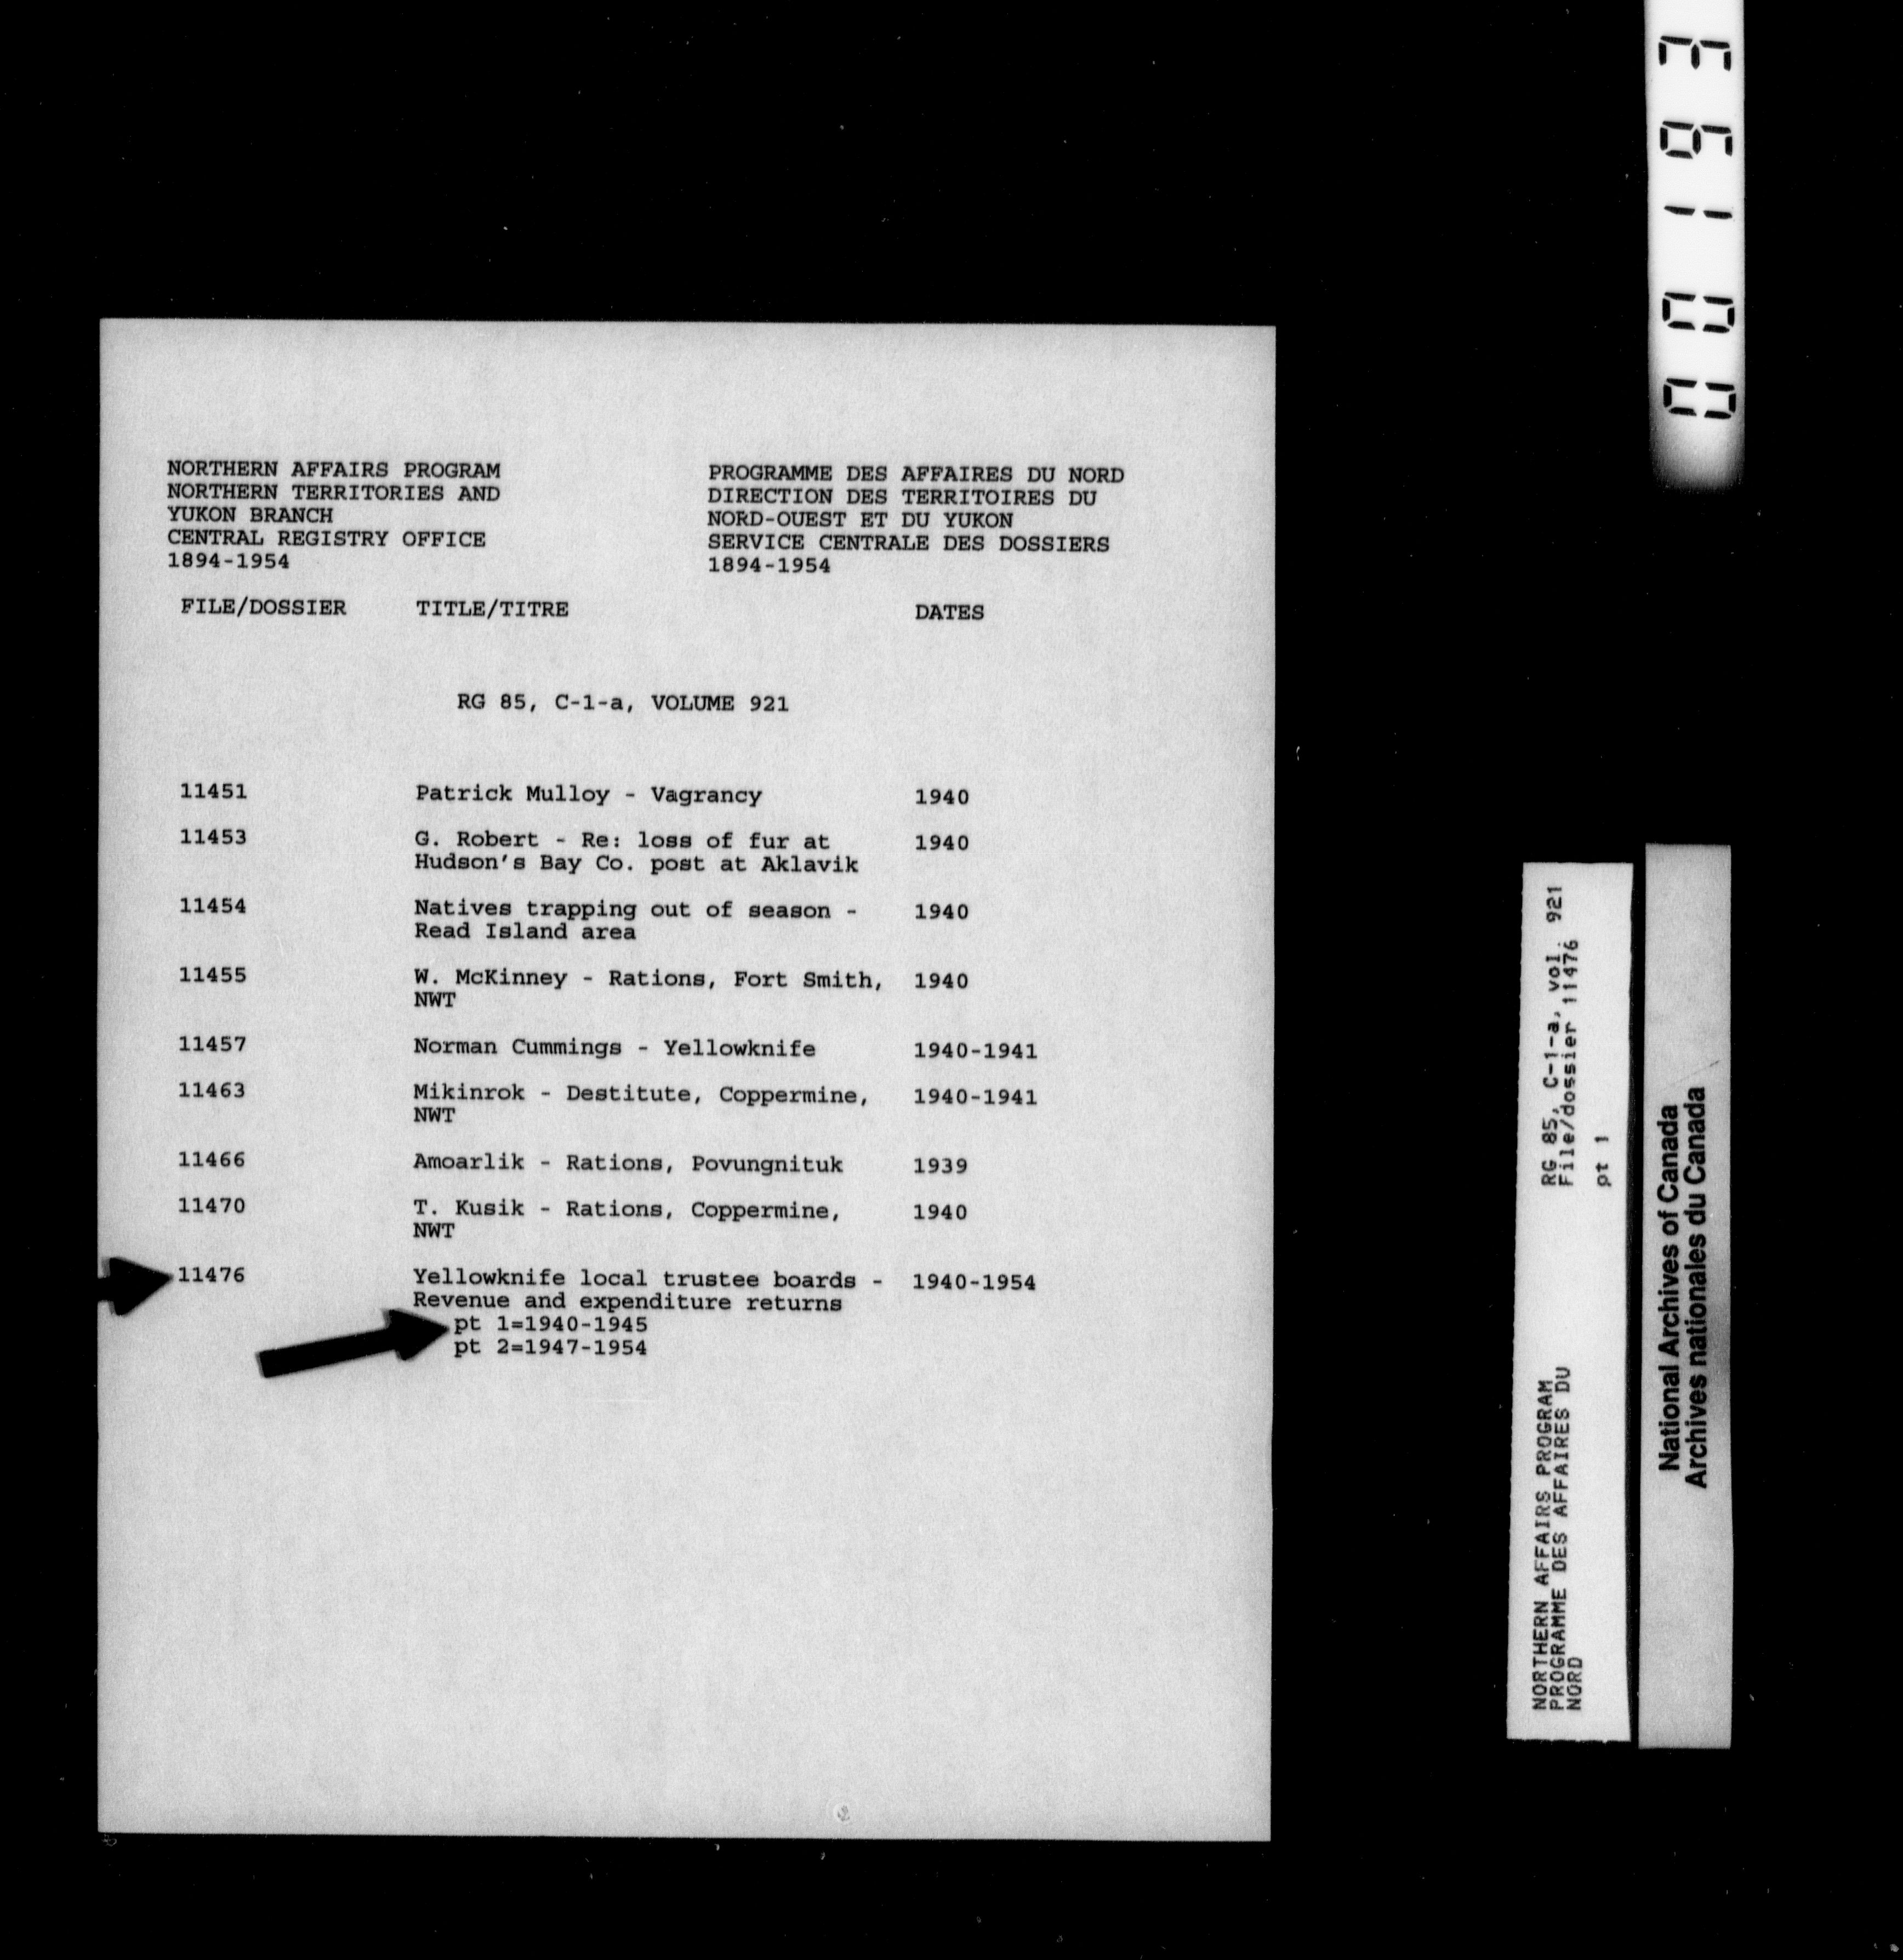 NORTHERN AFFAIRS PROGRAM
NORTHERN TERRITORIES AND
YUKON BRANCH
CENTRAL REGISTRY OFFICE
1894-1954
PROGRAMME DES AFFAIRES DU NORD
DIRECTION DES TERRITOIRES DU
NORD-OUEST ET DU YUKON
SERVICE CENTRALE DES DOSSIERS
1894-1954
FILE/DOSSIER TITLE/TITRE DATES
RG 85, C-1-a, VOLUME 921
11451 Patrick Mulloy - Vagrancy 1940
11453 G. Robert - Re: loss of fur at 1940
Hudson's Bay Co. post at Aklavik
11454 Natives trapping out of season - 1940
Read Island area
11455 W. McKinney - Rations, Fort Smith, 1940
NWT
11457 Norman Cummings - Yellowknife 1940-1941
11463 Mikinrok - Destitute, Coppermine, 1940-1941
NWT
11466 Amoarlik - Rations, Povungnituk 1939
11470 T. Kusik - Rations, Coppermine, 1940
NWT
11476 Yellowknife local trustee boards - 1940-1954
Revenue and expenditure returns
pt 1=1940-1945
pt 2=1947-1954
NORTHERN AFFAIRS PROGRAM RG 85, C-1-a, vol. 921
PROGRAMME DES AFFAIRES DU File/dossier 11476
NORD
pt 1
National Archives of Canada
Archives nationales du Canada
00193